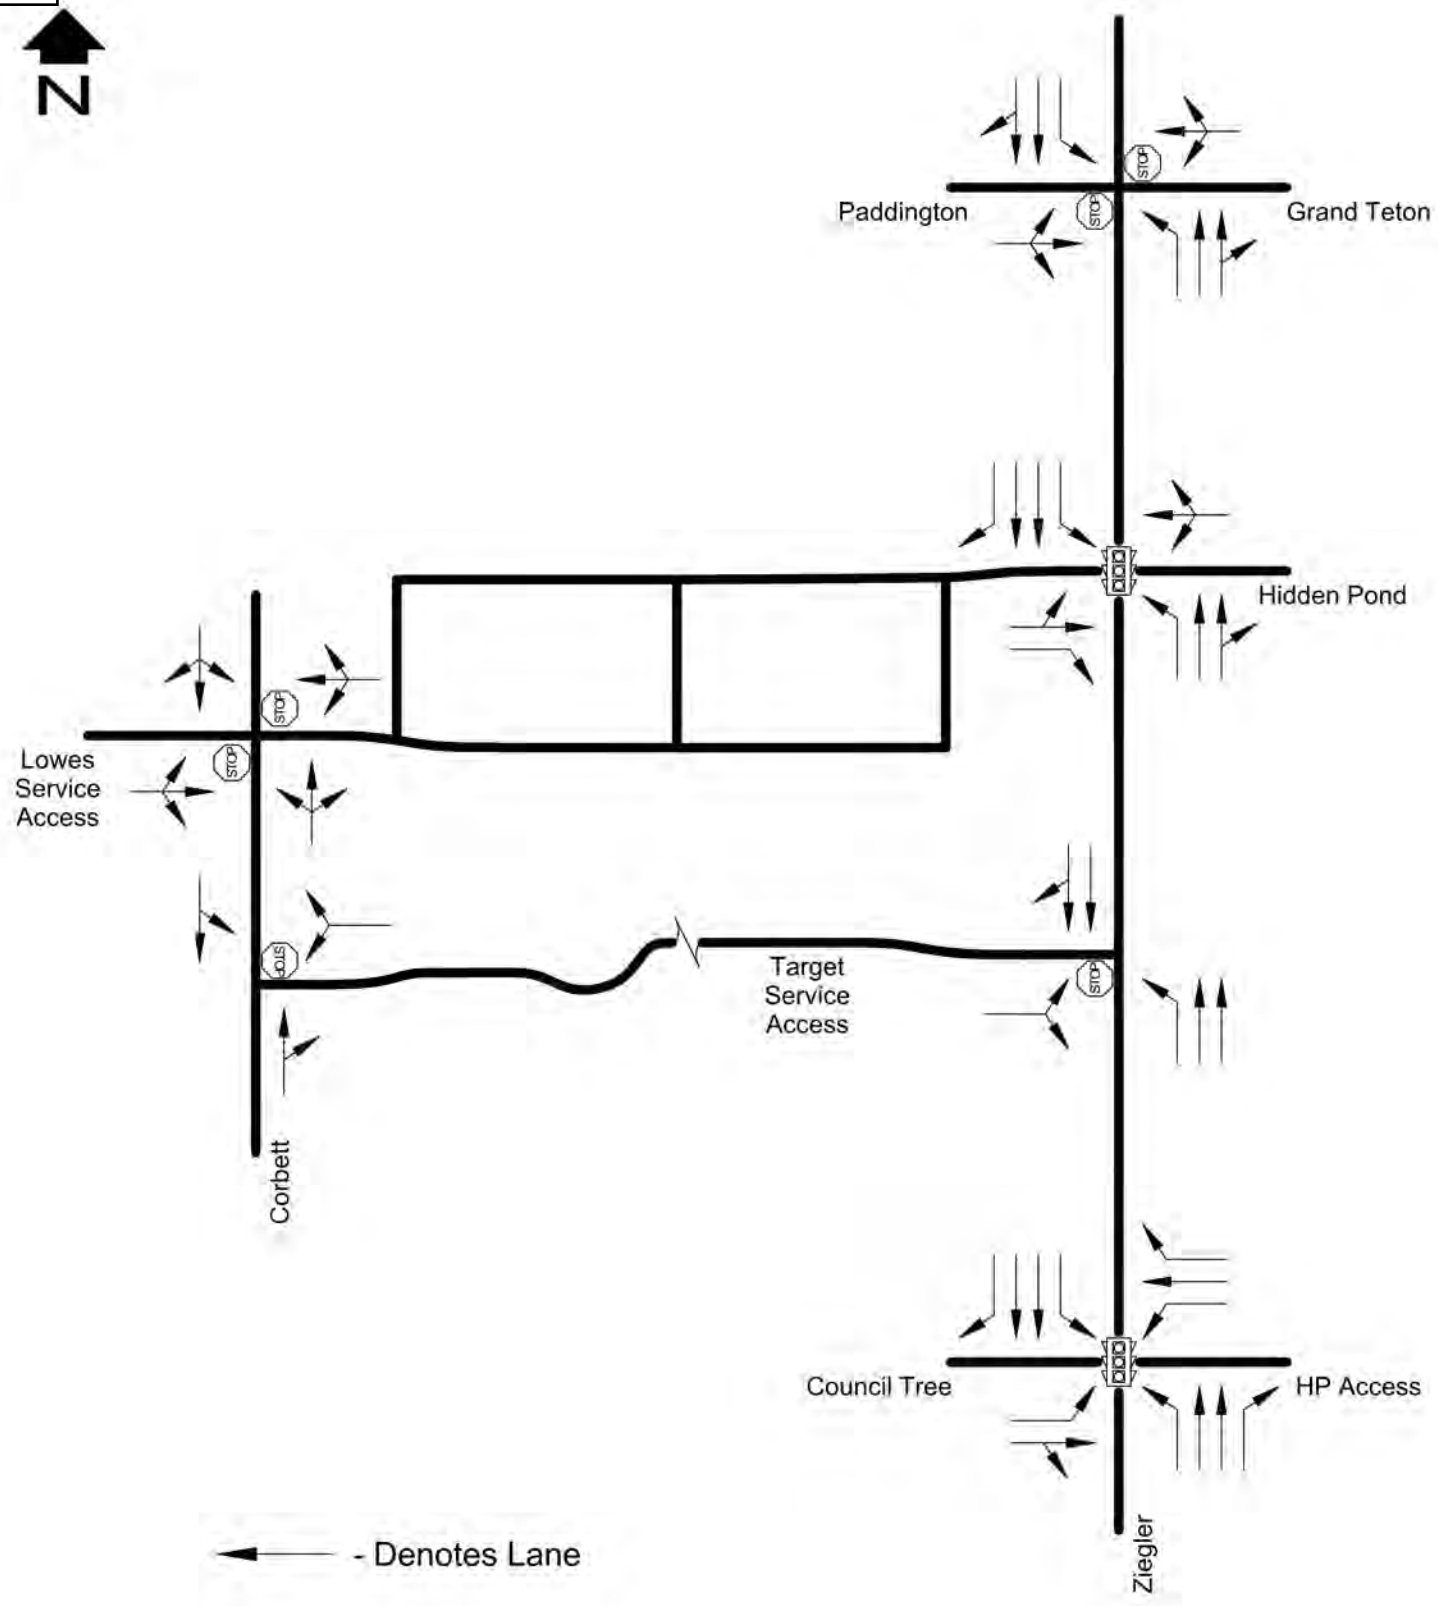 N
STOP
Paddington
STOP
Grand Teton
Hidden Pond
STOP
STOP
Lowes
Service
Access
STOP
Target
Service
Access
STOP
Corbett
Council Tree
HP Access
Ziegler
- Denotes Lane